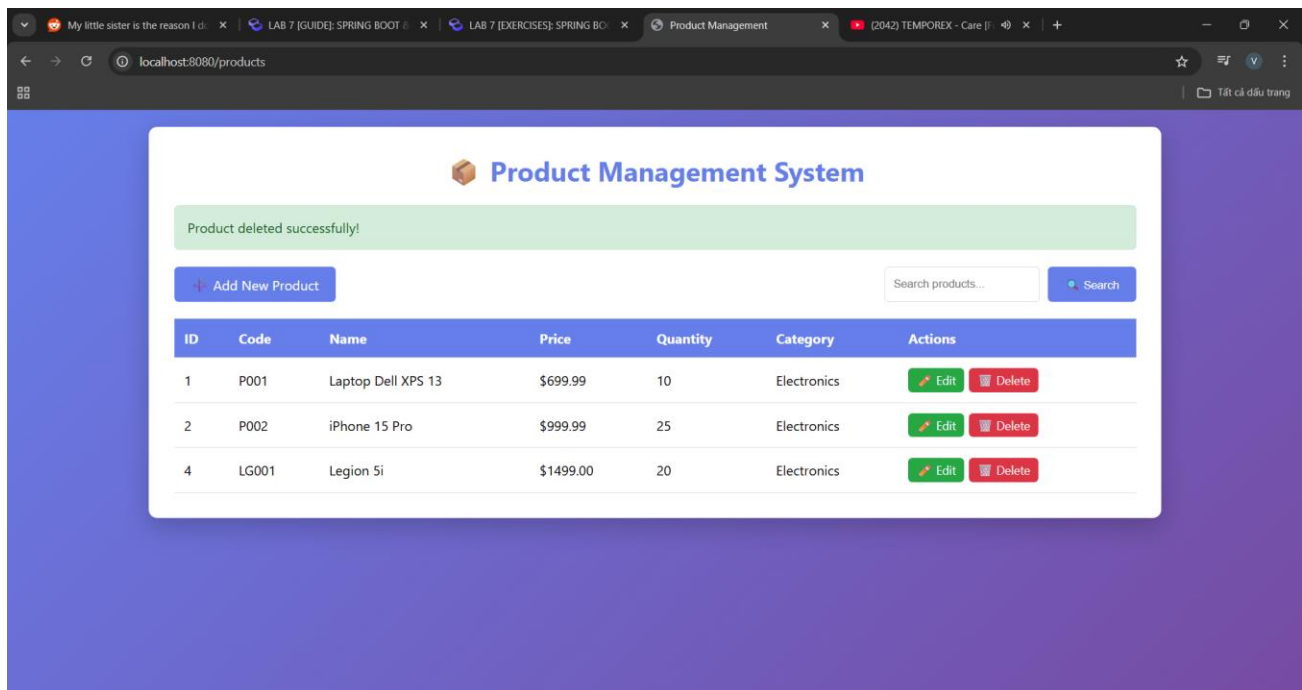 My little sister is the reason I do
LAB 7 [GUIDE]: SPRING BOOT &
LAB 7 [EXERCISES]: SPRING BOO
Product Management
(2042) TEMPOREX - Care [F
localhost:8080/products
V
Tất cả dấu trang
Product Management System
Product deleted successfully!
Add New Product
Search products...
Search
ID Code Name Price Quantity Category Actions
1 P001 Laptop Dell XPS 13 $699.99 10 Electronics Edit Delete
2 P002 iPhone 15 Pro $999.99 25 Electronics Edit Delete
4 LG001 Legion 5i $1499.00 20 Electronics Edit Delete